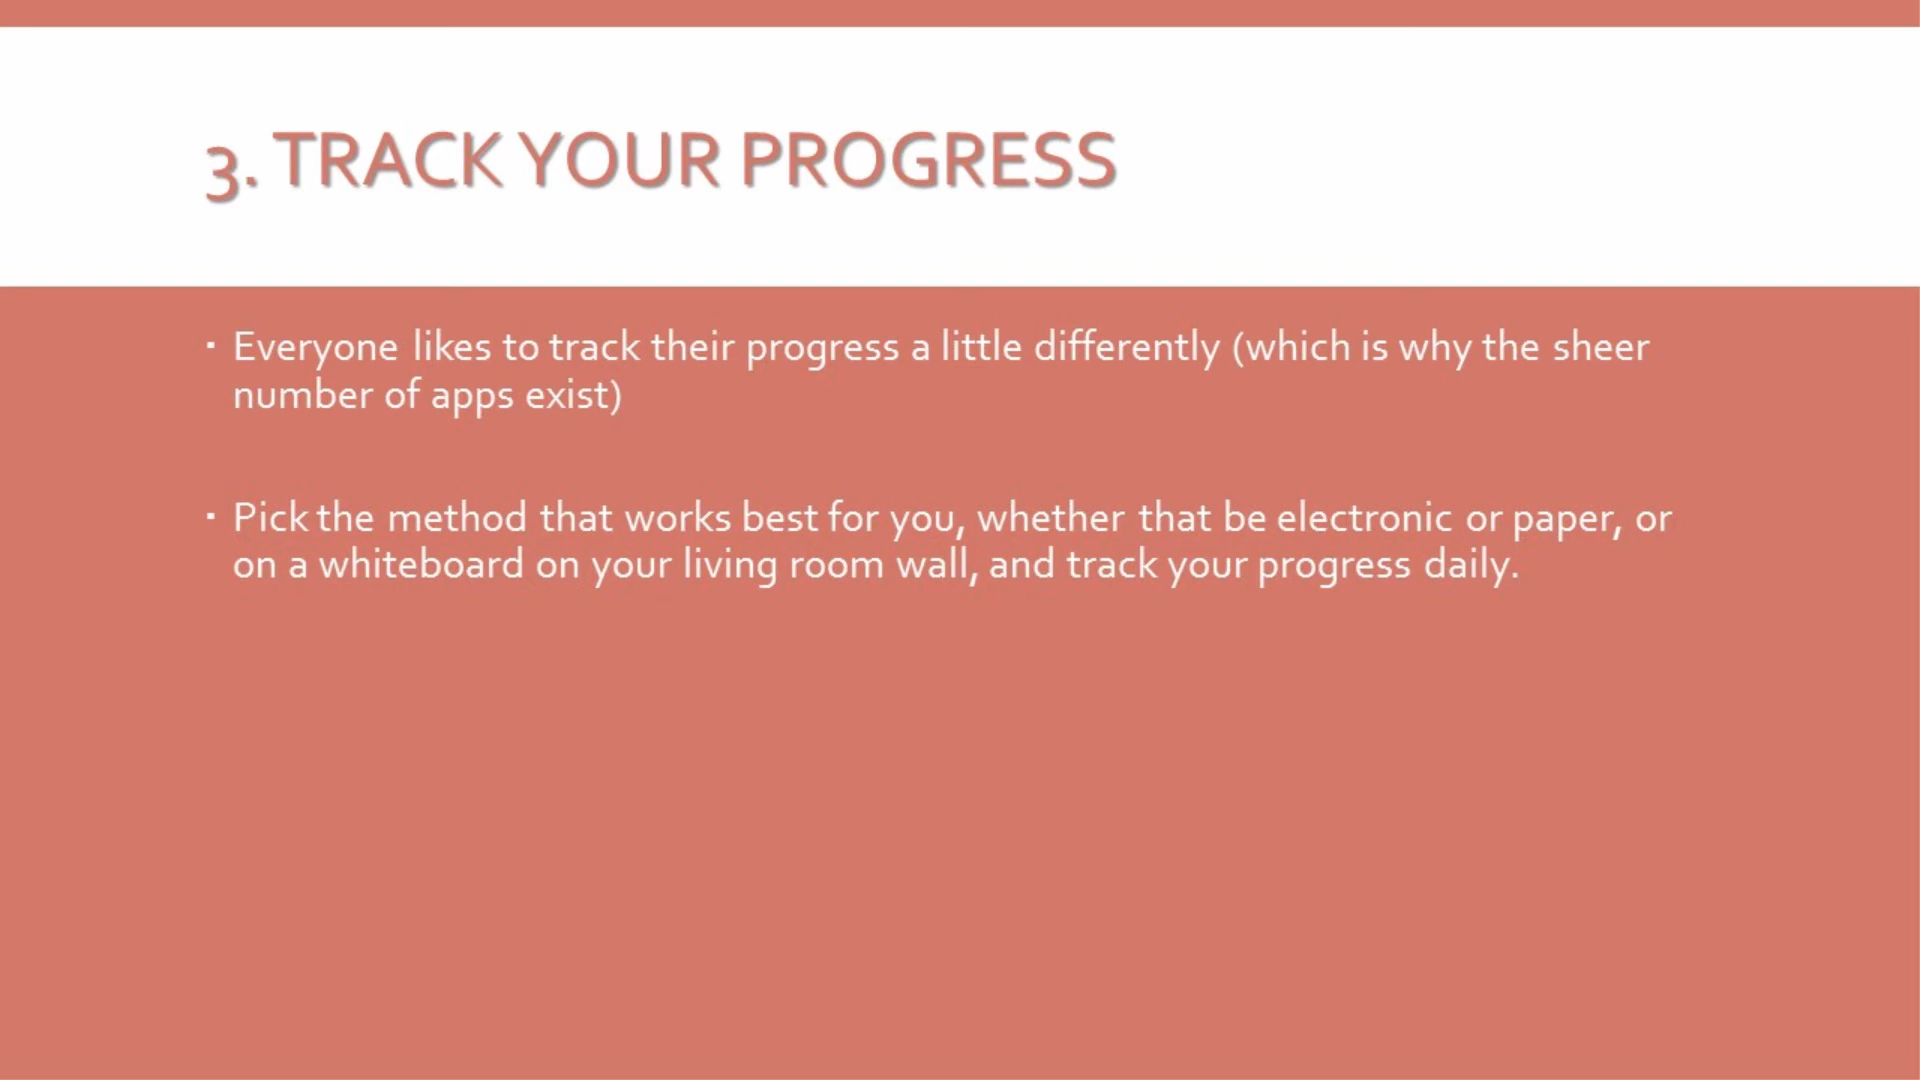 3. TRACK YOUR PROGRESS
▪ Everyone likes to track their progress a little differently (which is why the sheer
number of apps exist)
▪ Pick the method that works best for you, whether that be electronic or paper, or
on a whiteboard on your living room wall, and track your progress daily.